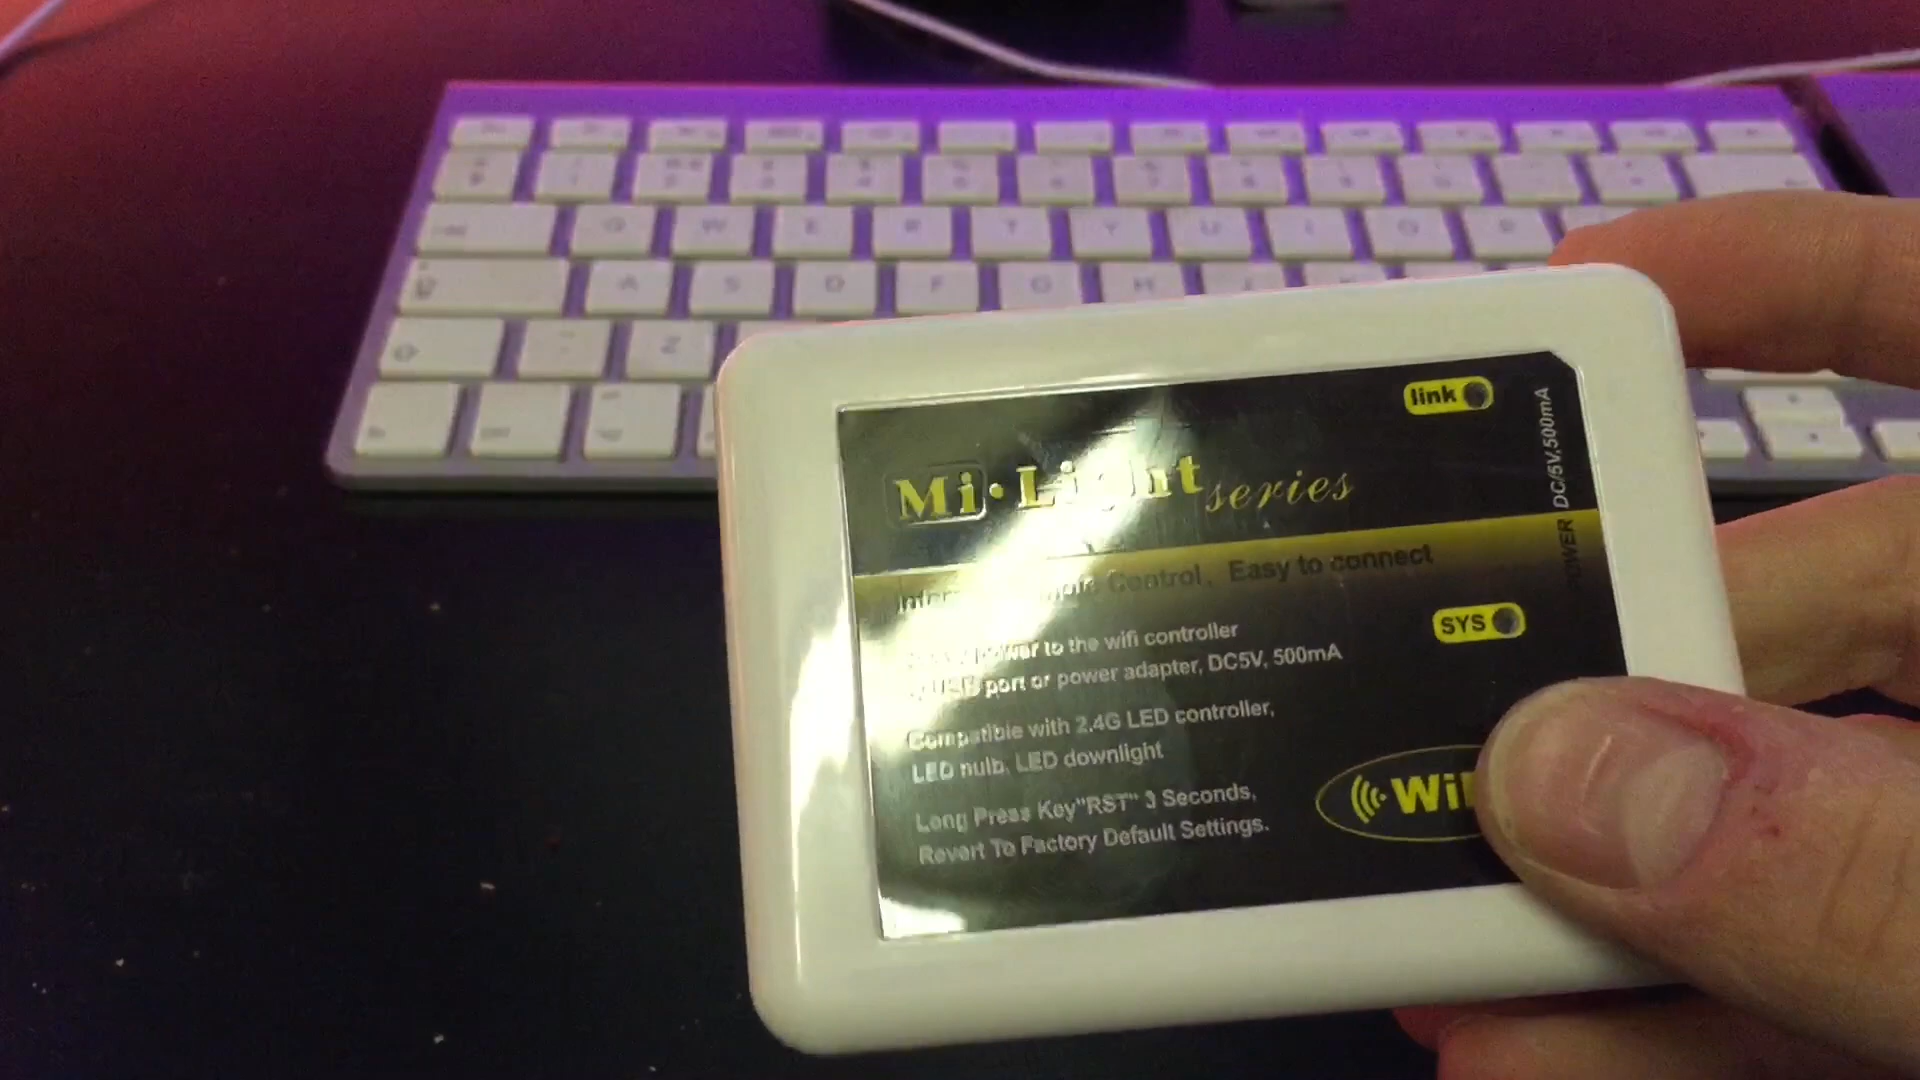 link
Mi·Light series
POWER DC/5V,500mA
Control, Easy to connect
SYS
power to the wifi controller
USB port or power adapter, DC5V, 500mA
Compatible with 2.4G LED controller,
LED nulb, LED downlight
Long Press Key"RST" 3 Seconds,
Revert To Factory Default Settings.
W E R T Y U I O P
A S D F G H J
Z